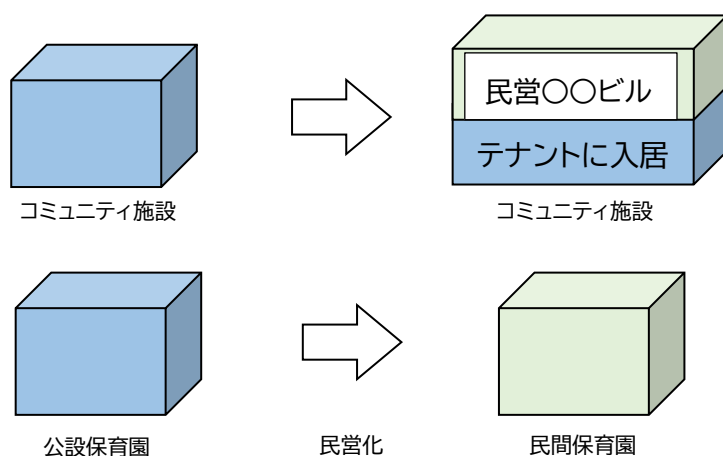 民営〇〇ビル
テナントに入居
コミュニティ施設
コミュニティ施設
公設保育園
民営化
民間保育園